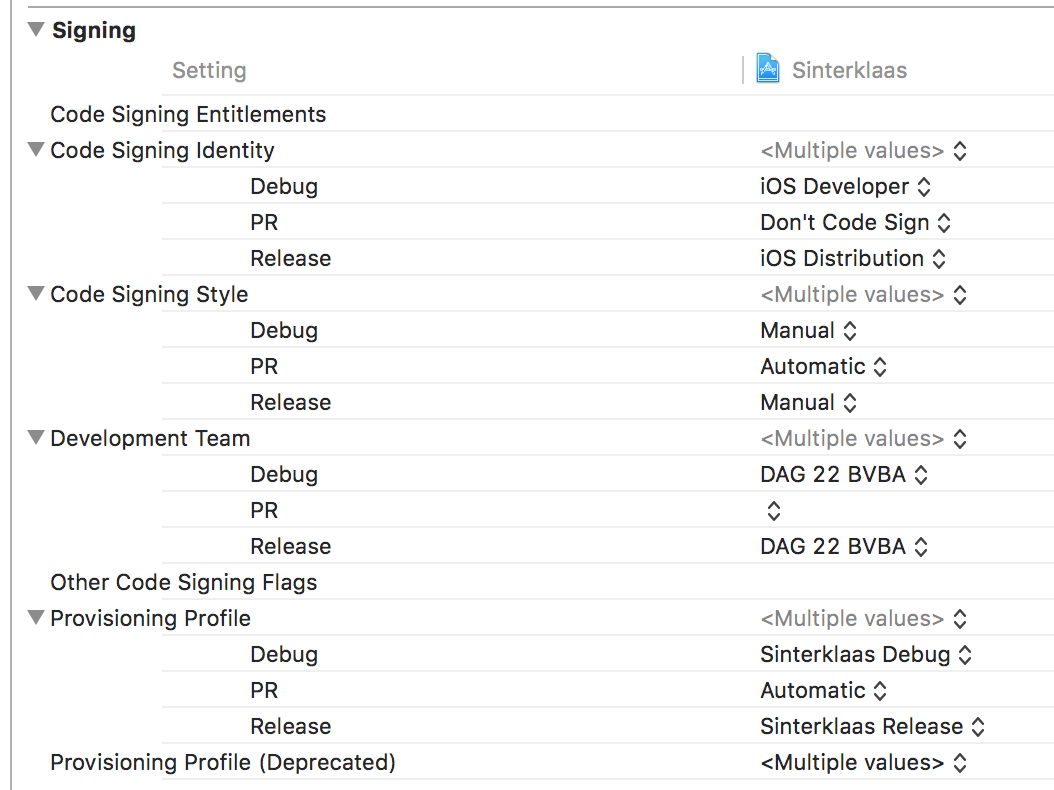 Signing
Setting Sinterklaas
Code Signing Entitlements
Code Signing Identity <Multiple values>
Debug iOS Developer
PR Don't Code Sign
Release iOS Distribution
Code Signing Style <Multiple values>
Debug Manual
PR Automatic
Release Manual
Development Team <Multiple values>
Debug DAG 22 BVBA
PR
Release DAG 22 BVBA
Other Code Signing Flags
Provisioning Profile <Multiple values>
Debug Sinterklaas Debug
PR Automatic
Release Sinterklaas Release
Provisioning Profile (Deprecated) <Multiple values>